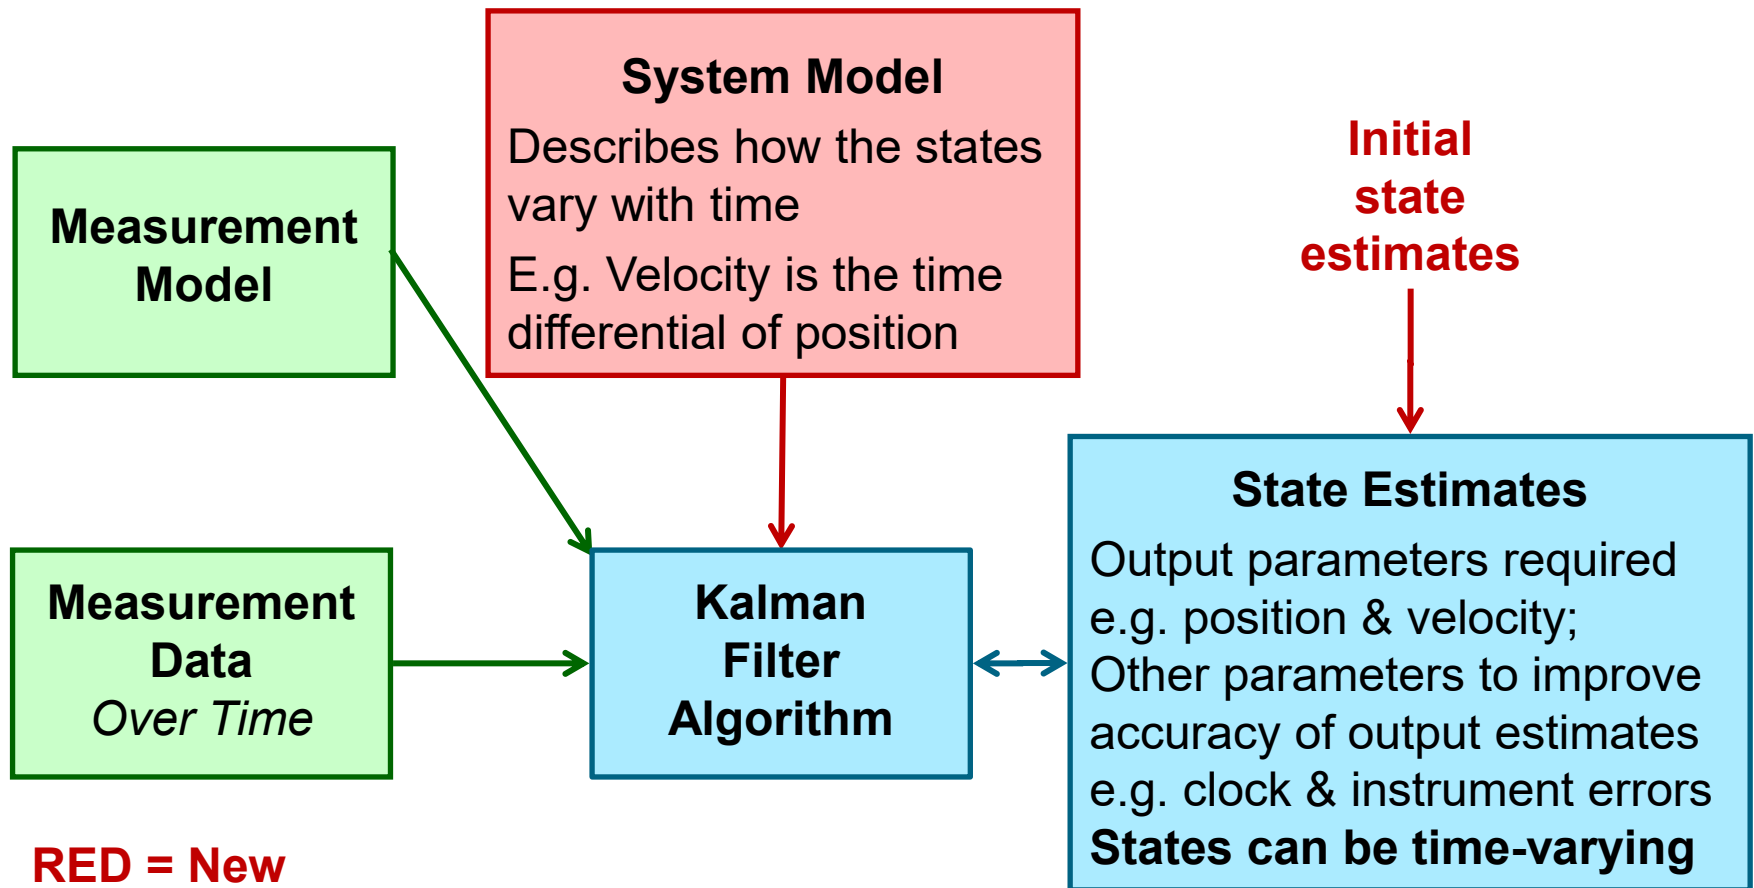 System Model
Describes how the states
vary with time
E.g. Velocity is the time
differential of position
Initial
state
estimates
Measurement
Model
State Estimates
Output parameters required
e.g. position & velocity;
Other parameters to improve
accuracy of output estimates
e.g. clock & instrument errors
States can be time-varying
Measurement
Data
Over Time
Kalman
Filter
Algorithm
RED = New